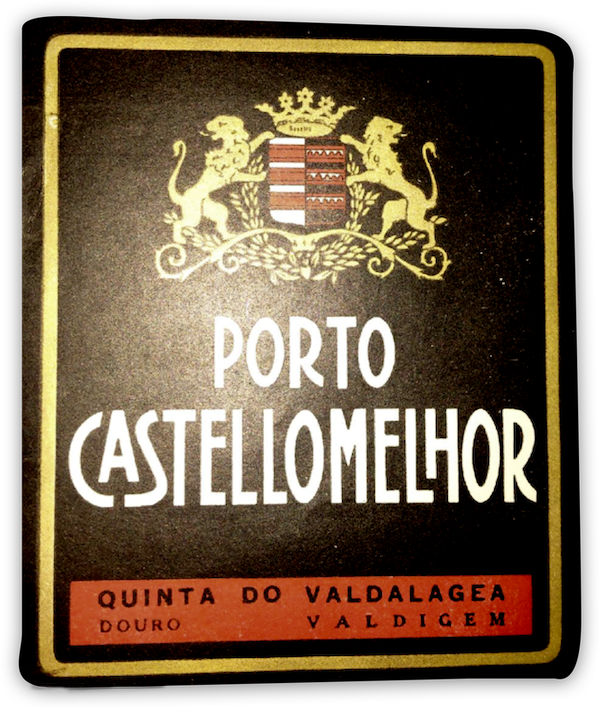 PORTO
CASTELLOMELHOR
QUINTA DO VALDALAGEA
DOURO VALDIGEM